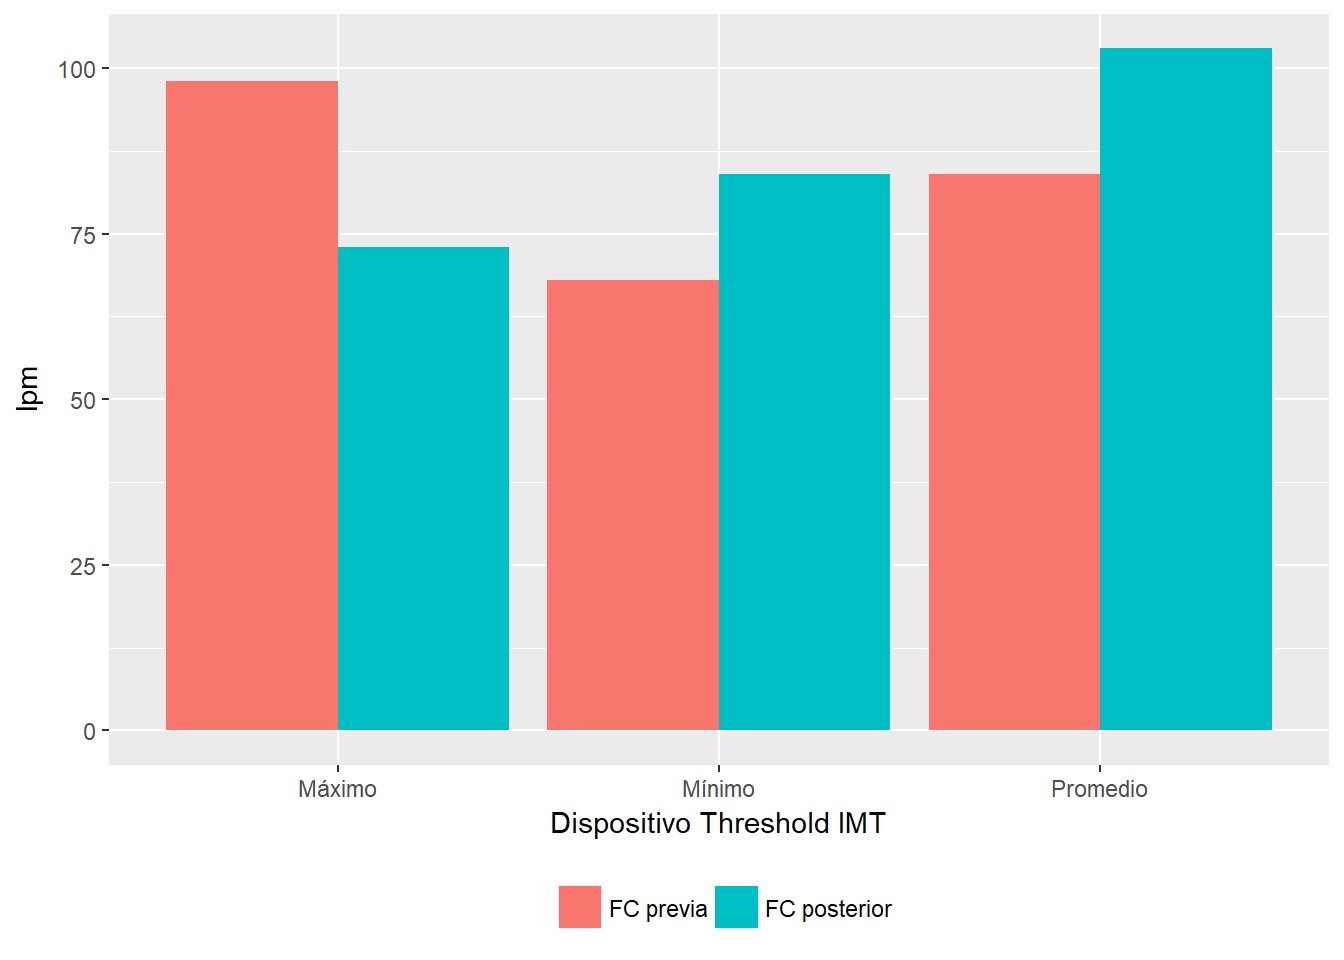 100
75
50
25
0
lpm
Máximo Mínimo Promedio
Dispositivo Threshold IMT
FC previa FC posterior